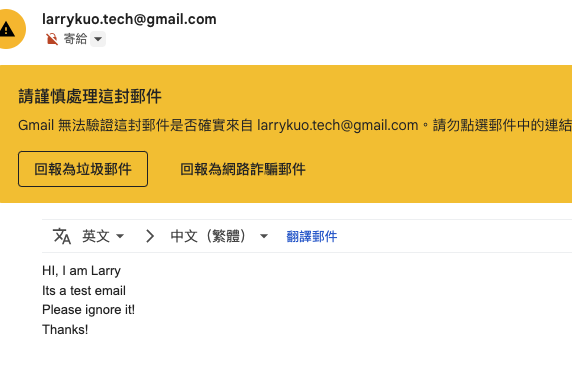 larrykuo.tech@gmail.com
寄給
請謹慎處理這封郵件
Gmail 無法驗證這封郵件是否確實來自 larrykuo.tech@gmail.com。請勿點選郵件中的連結
回報為垃圾郵件 回報為網路詐騙郵件
英文 中文（繁體） 翻譯郵件
HI, I am Larry
Its a test email
Please ignore it!
Thanks!